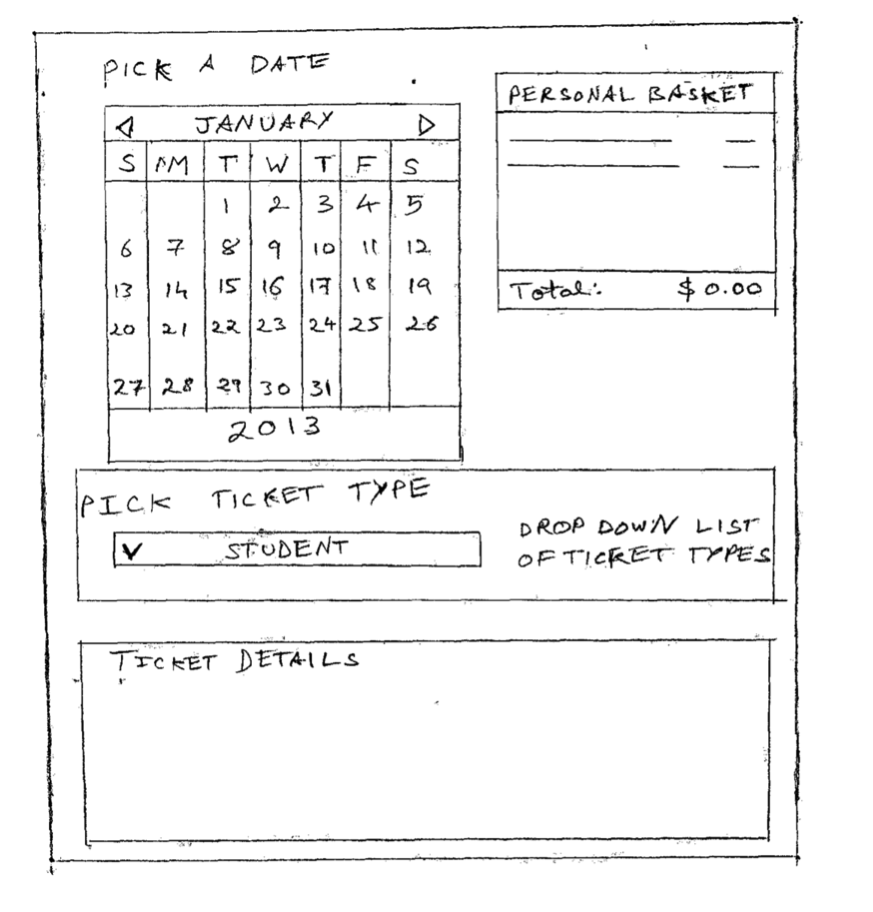 PICK A DATE
JANUARY
S M T W T F S
1 2 3 4 5
6 7 8 9 10 11 12
13 14 15 16 17 18 19
20 21 22 23 24 25 26
27 28 29 30 31
2013
PERSONAL BASKET
Total: $ 0.00
PICK TICKET TYPE
STUDENT
DROP DOWN LIST
OF TICKET TYPES
TICKET DETAILS